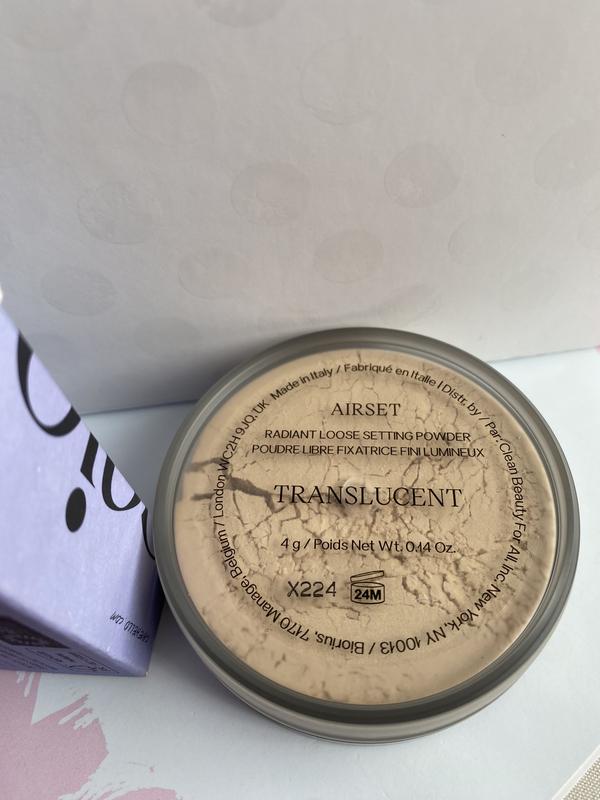 AIRSET
RADIANT LOOSE SETTING POWDER
POUDRE LIBRE FIXATRICE FINI LUMINEUX
TRANSLUCENT
4 g / Poids Net Wt. 0.14 Oz.
X224 24M
Made in Italy / Fabriqué en Italie | Distr. by / Par: Clean Beauty For All, Inc. New York, NY 10013 / Biorius, 7170 Manage, Belgium / London WC2H 9JQ, UK